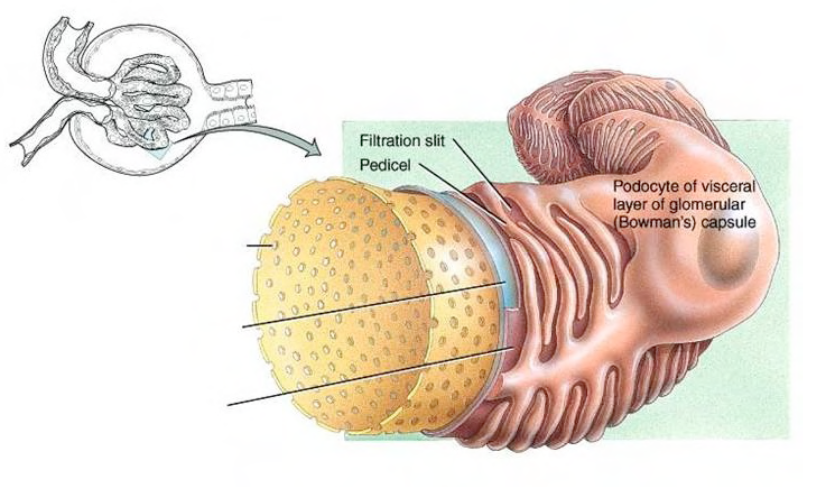 Filtration slit
Pedicel
Podocyte of visceral
layer of glomerular
(Bowman's) capsule